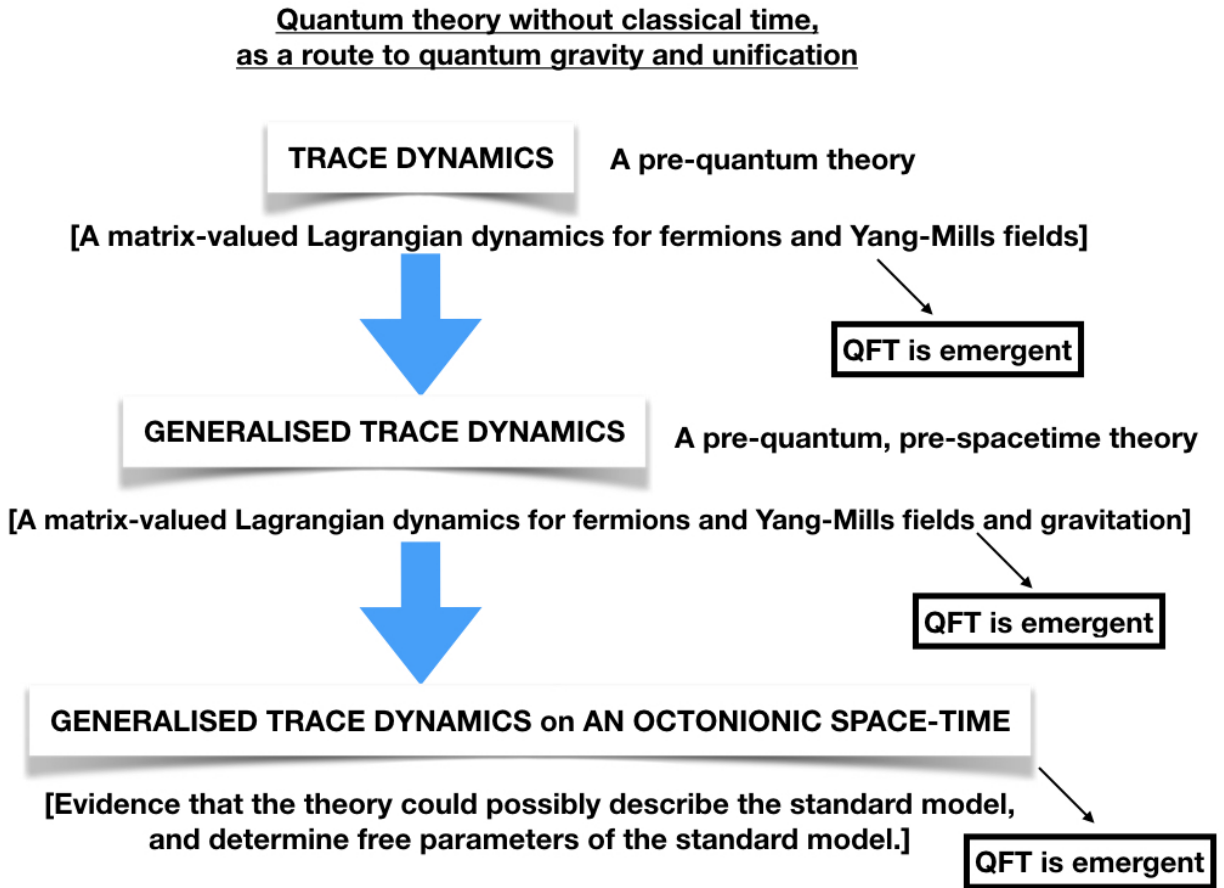 Quantum theory without classical time,
as a route to quantum gravity and unification
TRACE DYNAMICS
A pre-quantum theory
[A matrix-valued Lagrangian dynamics for fermions and Yang-Mills fields]
QFT is emergent
GENERALISED TRACE DYNAMICS
A pre-quantum, pre-spacetime theory
[A matrix-valued Lagrangian dynamics for fermions and Yang-Mills fields and gravitation]
QFT is emergent
GENERALISED TRACE DYNAMICS on AN OCTONIONIC SPACE-TIME
[Evidence that the theory could possibly describe the standard model,
and determine free parameters of the standard model.]
QFT is emergent